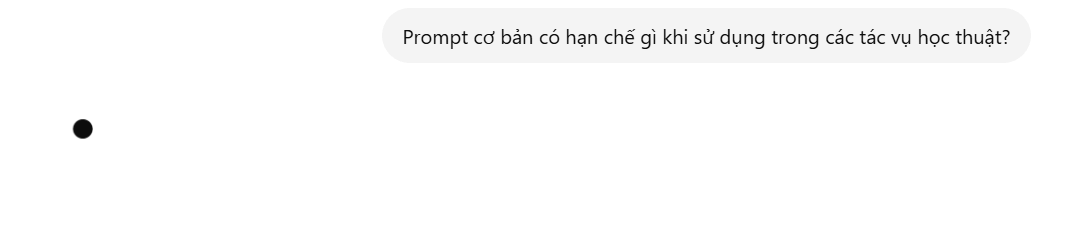 Prompt cơ bản có hạn chế gì khi sử dụng trong các tác vụ học thuật?